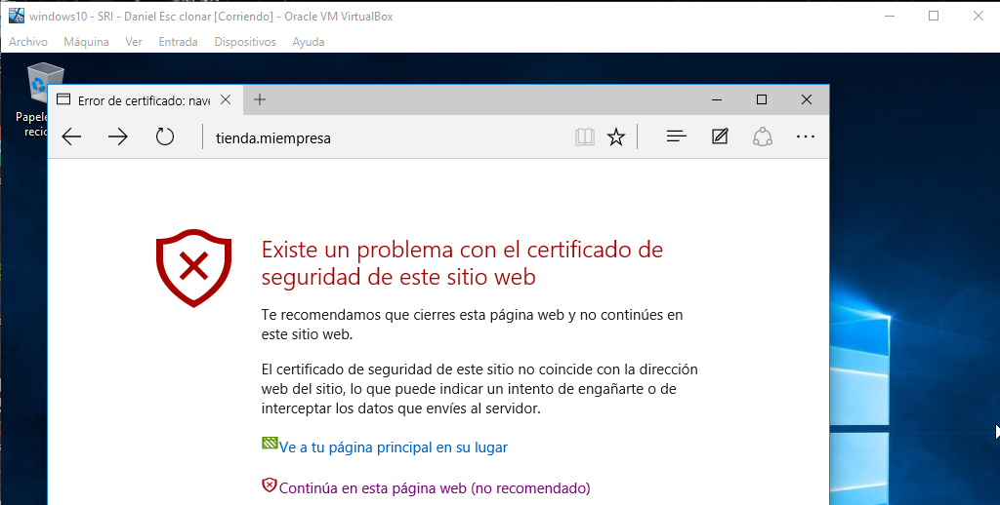 windows10 - SRI - Daniel Esc clonar [Corriendo] - Oracle VM VirtualBox
Archivo Máquina Ver Entrada Dispositivos Ayuda
Error de certificado: nave
tienda.miempresa
Existe un problema con el certificado de
seguridad de este sitio web
Te recomendamos que cierres esta página web y no continúes en
este sitio web.
El certificado de seguridad de este sitio no coincide con la dirección
web del sitio, lo que puede indicar un intento de engañarte o de
interceptar los datos que envíes al servidor.
Ve a tu página principal en su lugar
Continúa en esta página web (no recomendado)